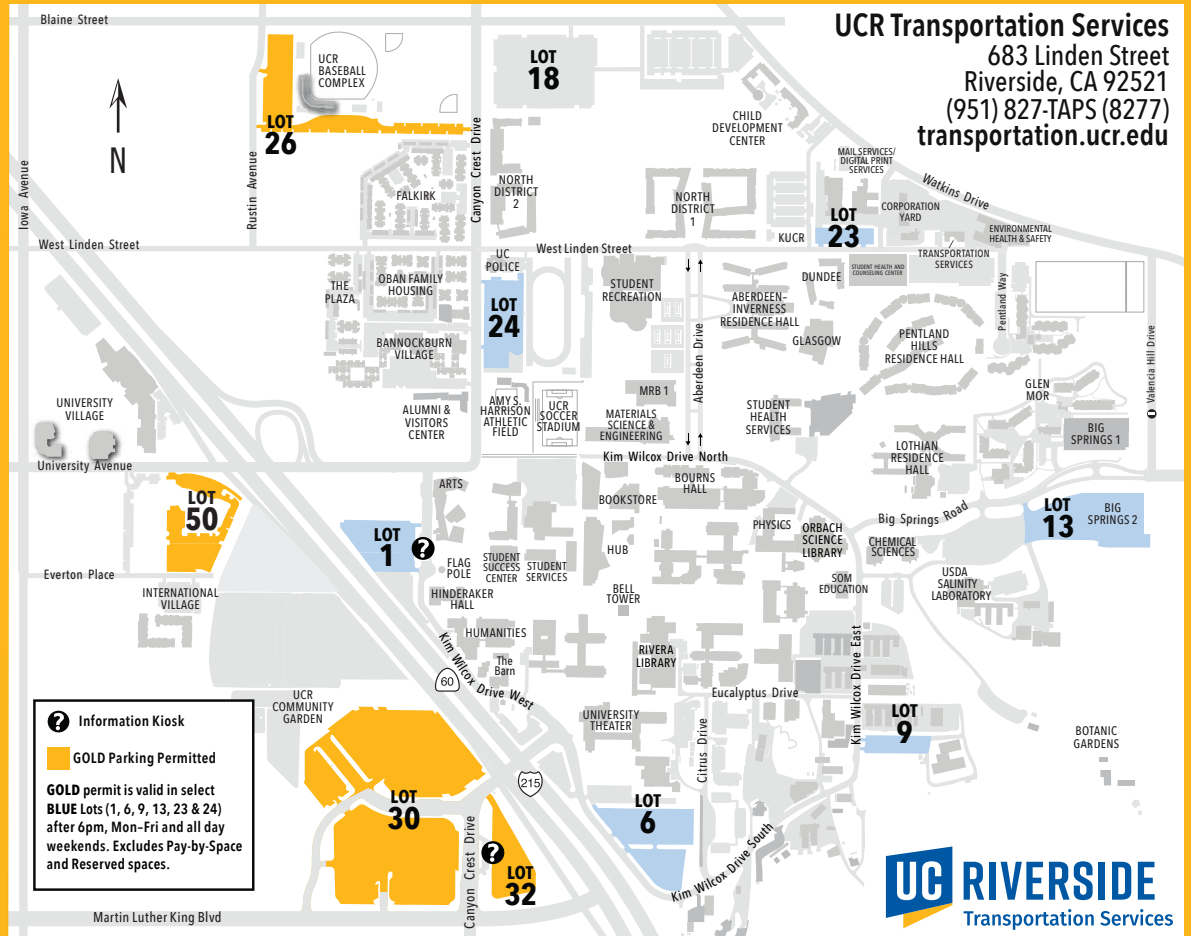 Blaine Street
UCR Transportation Services
683 Linden Street
Riverside, CA 92521
(951) 827-TAPS (8277)
transportation.ucr.edu
UCR
BASEBALL
COMPLEX
LOT
18
LOT
26
N
CHILD
DEVELOPMENT
CENTER
MAIL SERVICES/
DIGITAL PRINT
SERVICES
Watkins Drive
Iowa Avenue
Rustin Avenue
Canyon Crest Drive
FALKIRK
NORTH
DISTRICT
2
NORTH
DISTRICT
1
LOT
23
CORPORATION
YARD
ENVIRONMENTAL
HEALTH & SAFETY
KUCR
West Linden Street
West Linden Street
TRANSPORTATION
SERVICES
UC
POLICE
THE
PLAZA
OBAN FAMILY
HOUSING
LOT
24
STUDENT
RECREATION
DUNDEE
STUDENT HEALTH AND
COUNSELING CENTER
ABERDEEN–
INVERNESS
RESIDENCE HALL
Pentland Way
BANNOCKBURN
VILLAGE
GLASGOW
PENTLAND
HILLS
RESIDENCE HALL
Aberdeen Drive
Valencia Hill Drive
MRB 1
GLEN
MOR
UNIVERSITY
VILLAGE
ALUMNI &
VISITORS
CENTER
AMY S.
HARRISON
ATHLETIC
FIELD
UCR
SOCCER
STADIUM
MATERIALS
SCIENCE &
ENGINEERING
STUDENT
HEALTH
SERVICES
BIG
SPRINGS 1
LOTHIAN
RESIDENCE
HALL
University Avenue
Kim Wilcox Drive North
ARTS
BOURNS
HALL
BOOKSTORE
LOT
50
LOT
1
?
PHYSICS
ORBACH
SCIENCE
LIBRARY
Big Springs Road
LOT
13
BIG
SPRINGS 2
CHEMICAL
SCIENCES
HUB
FLAG
POLE
STUDENT
SUCCESS
CENTER
STUDENT
SERVICES
Everton Place
HINDERAKER
HALL
BELL
TOWER
SOM
EDUCATION
USDA
SALINITY
LABORATORY
INTERNATIONAL
VILLAGE
HUMANITIES
The
Barn
RIVERA
LIBRARY
Kim Wilcox Drive West
60
Kim Wilcox Drive East
Eucalyptus Drive
UCR
COMMUNITY
GARDEN
UNIVERSITY
THEATER
Citrus Drive
LOT
9
BOTANIC
GARDENS
? Information Kiosk
GOLD Parking Permitted
GOLD permit is valid in select
BLUE Lots (1, 6, 9, 13, 23 & 24)
after 6pm, Mon–Fri and all day
weekends. Excludes Pay-by-Space
and Reserved spaces.
215
LOT
30
LOT
6
Canyon Crest Drive
?
LOT
32
Kim Wilcox Drive South
Martin Luther King Blvd
UC RIVERSIDE
Transportation Services